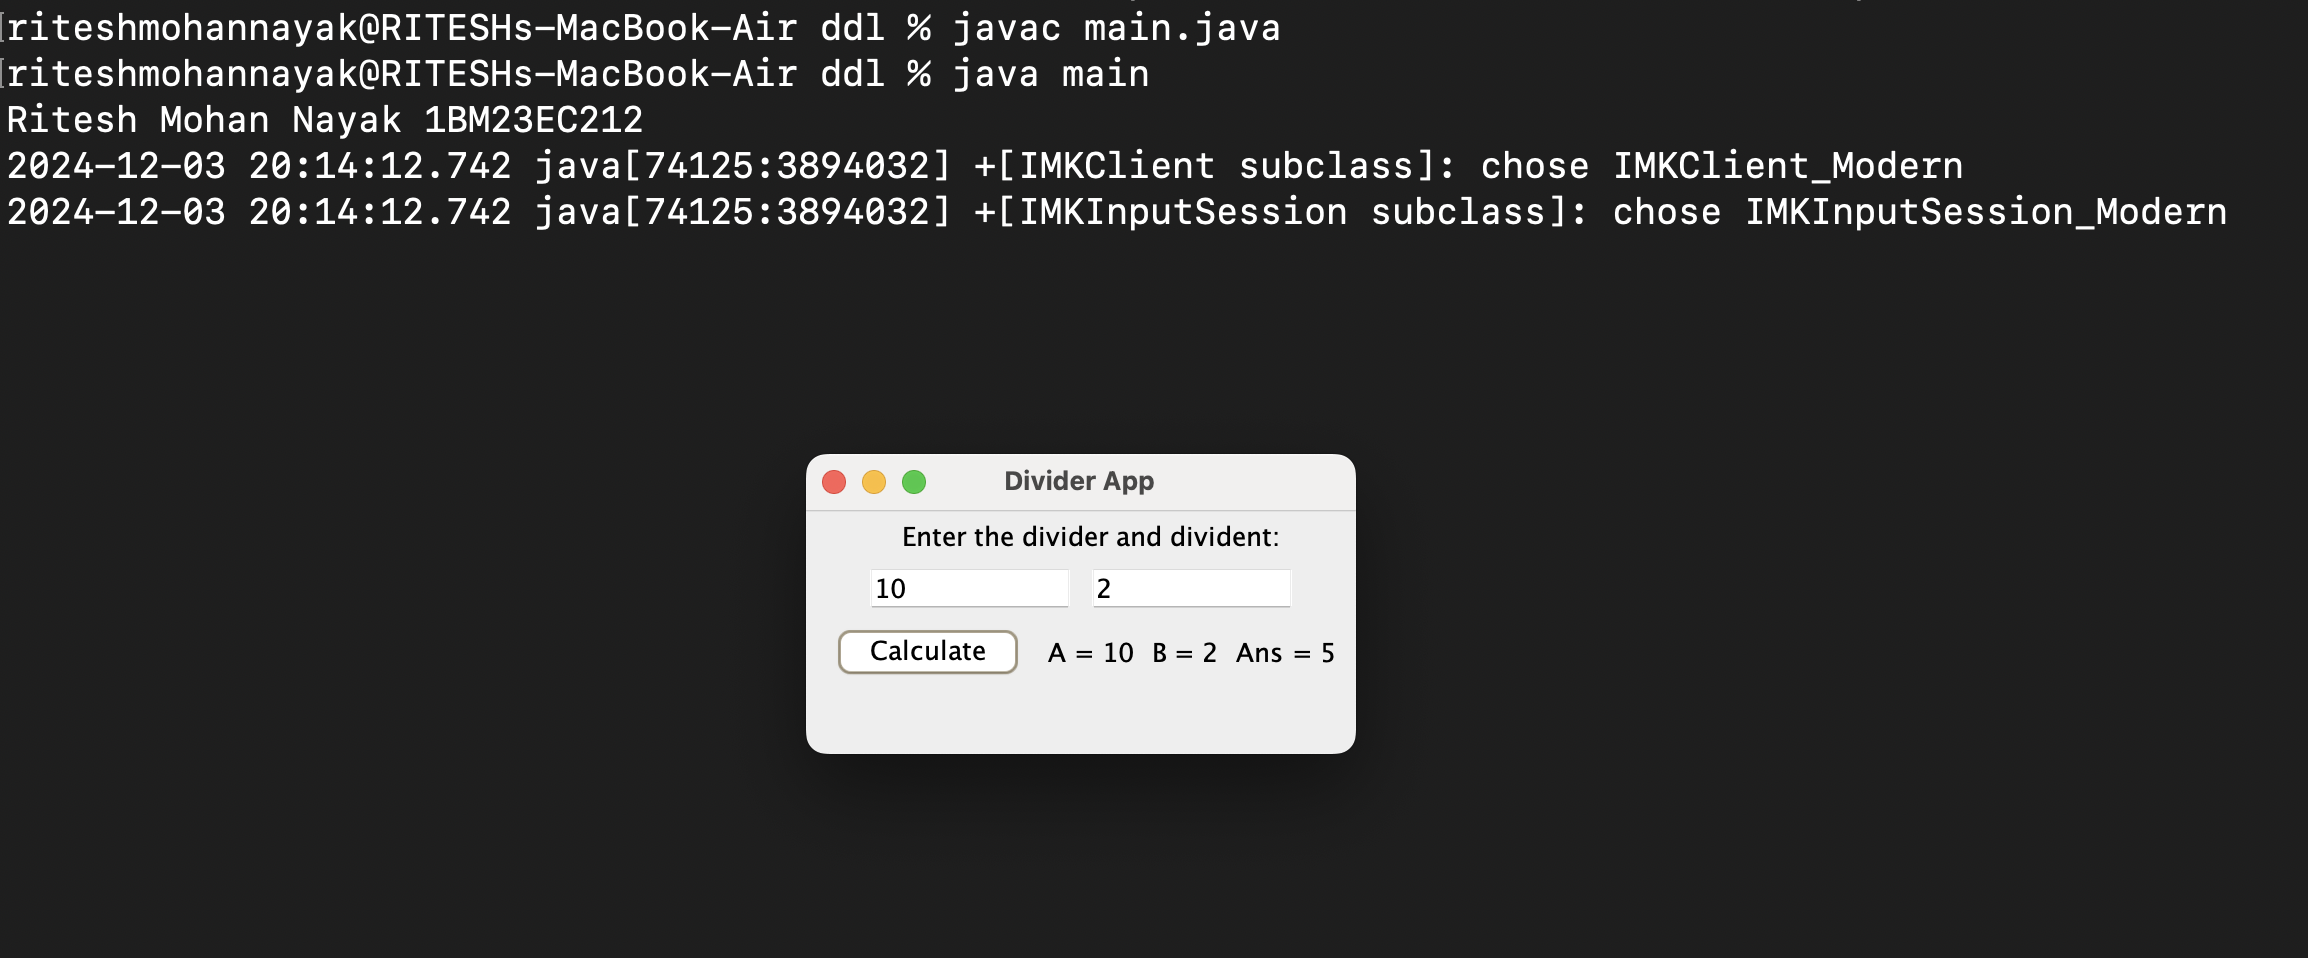 riteshmohannayak@RITESHs-MacBook-Air ddl % javac main.java
riteshmohannayak@RITESHs-MacBook-Air ddl % java main
Ritesh Mohan Nayak 1BM23EC212
2024-12-03 20:14:12.742 java[74125:3894032] +[IMKClient subclass]: chose IMKClient_Modern
2024-12-03 20:14:12.742 java[74125:3894032] +[IMKInputSession subclass]: chose IMKInputSession_Modern
Divider App
Enter the divider and divident:
10 2
Calculate A = 10 B = 2 Ans = 5